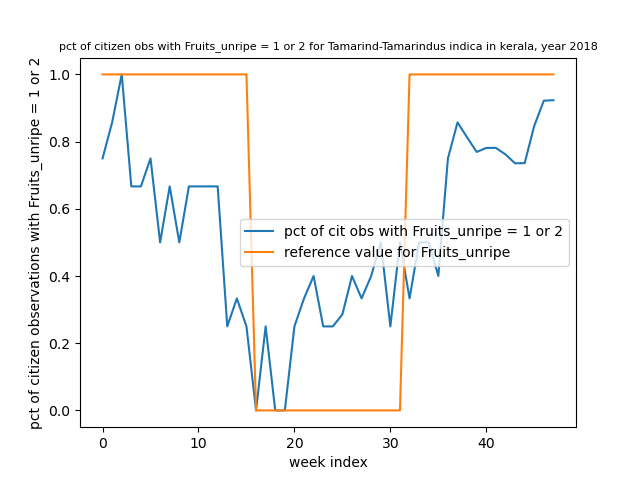 pct of citizen obs with Fruits_unripe = 1 or 2 for Tamarind-Tamarindus indica in kerala, year 2018
pct of citizen observations with Fruits_unripe = 1 or 2
1.0
0.8
0.6
0.4
0.2
0.0
pct of cit obs with Fruits_unripe = 1 or 2
reference value for Fruits_unripe
0
10
20
30
40
week index